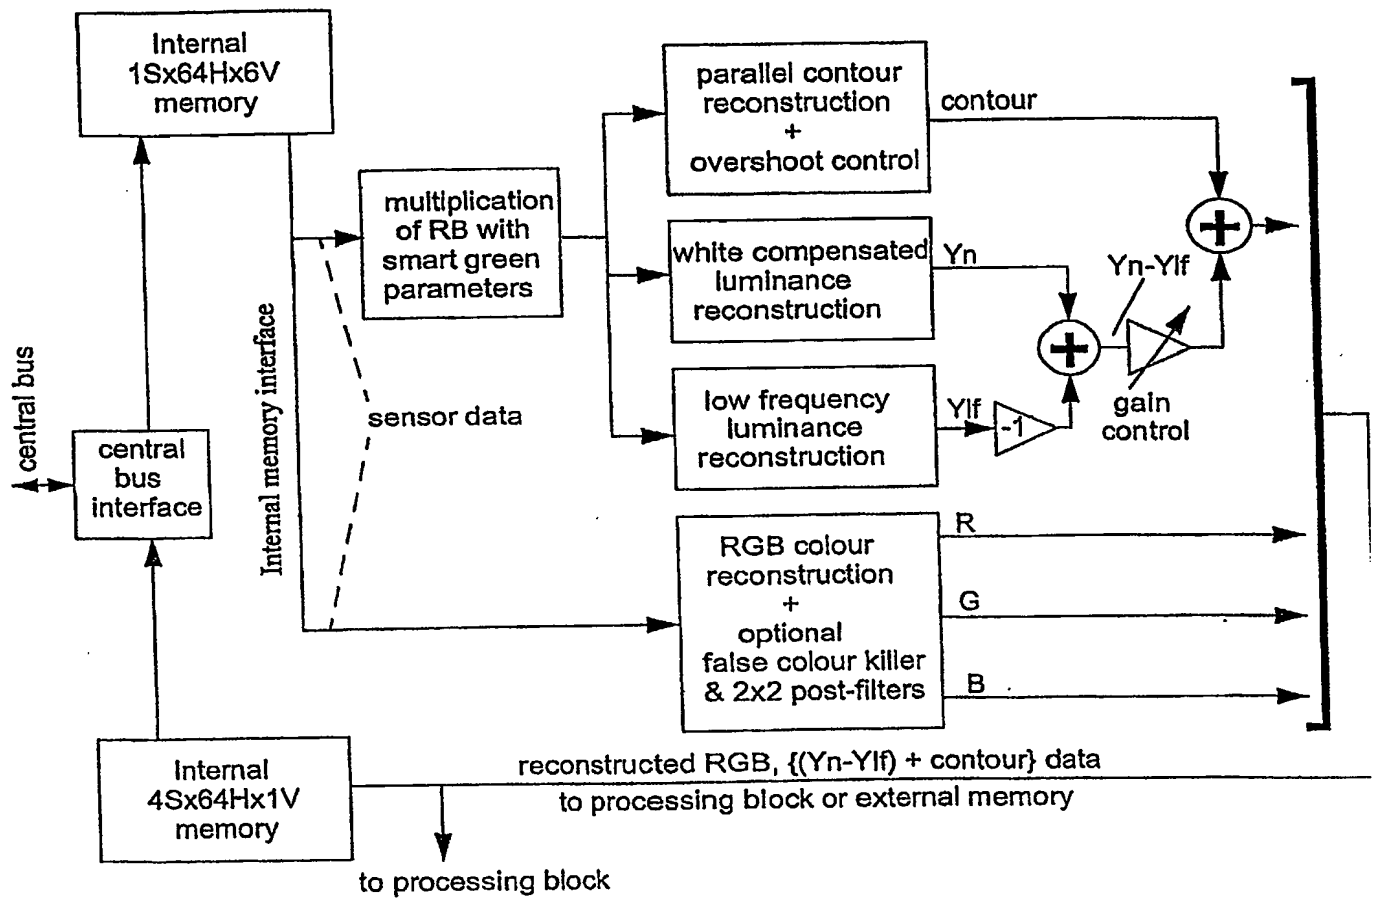 Internal
1Sx64Hx6V
memory
parallel contour
reconstruction
+
overshoot control
contour
multiplication
of RB with
smart green
parameters
white compensated
luminance
reconstruction
Yn
Yn-Ylf
Internal memory interface
central bus
sensor data
low frequency
luminance
reconstruction
Ylf
-1
gain
control
central
bus
interface
RGB colour
reconstruction
+
optional
false colour killer
& 2x2 post-filters
R
G
B
Internal
4Sx64Hx1V
memory
reconstructed RGB, {(Yn-Ylf) + contour} data
to processing block or external memory
to processing block